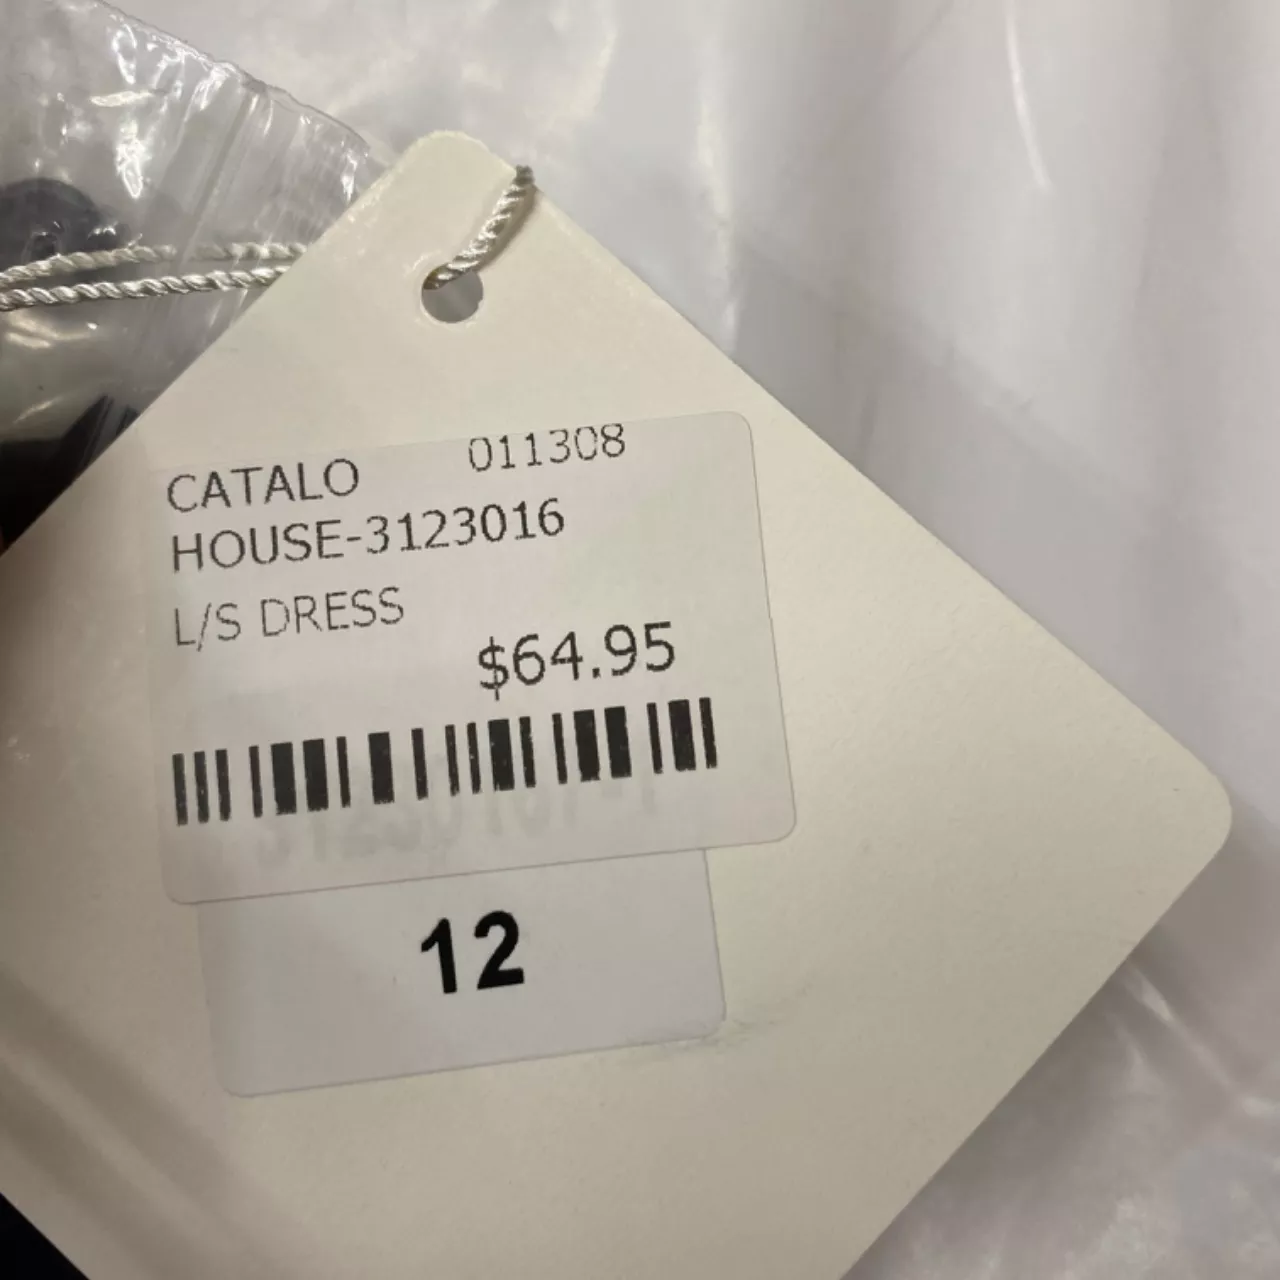 CATALO 011308
HOUSE-3123016
L/S DRESS
$64.95
12